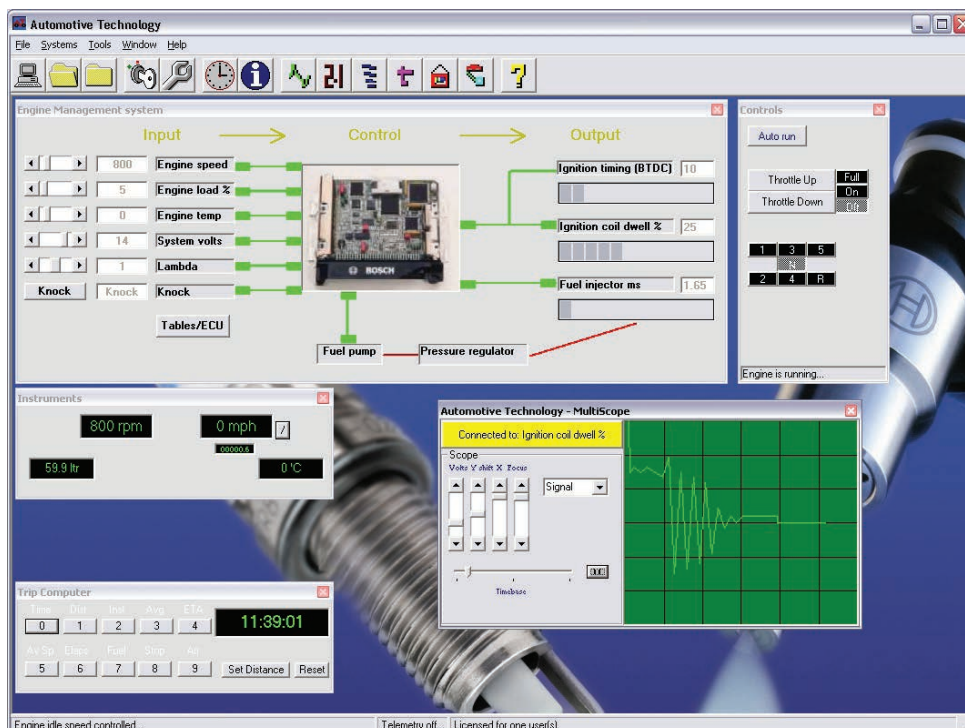 Automotive Technology
File Systems Tools Window Help
Engine Management system
Input Control Output
800 Engine speed
5 Engine load %
0 Engine temp
14 System volts
1 Lambda
Knock Knock Knock
Tables/ECU
BOSCH
Fuel pump
Pressure regulator
Ignition timing (BTDC) 10
Ignition coil dwell % 25
Fuel injector ms 1.65
Controls
Auto run
Throttle Up
Throttle Down
Full
On
Off
1 3 5
N
2 4 R
Engine is running...
Instruments
800 rpm
0 mph
/
00000.6
59.9 ltr
0 'C
Automotive Technology - MultiScope
Connected to: Ignition coil dwell %
Scope
Volts Y shift X Focus
Signal
Timebase
Trip Computer
Time Dist Inst Avg ETA
0 1 2 3 4
11:39:01
Av Sp Elaps Fuel Stop Alt
5 6 7 8 9
Set Distance Reset
Engine idle speed controlled...
Telemetry off...
Licensed for one user(s)